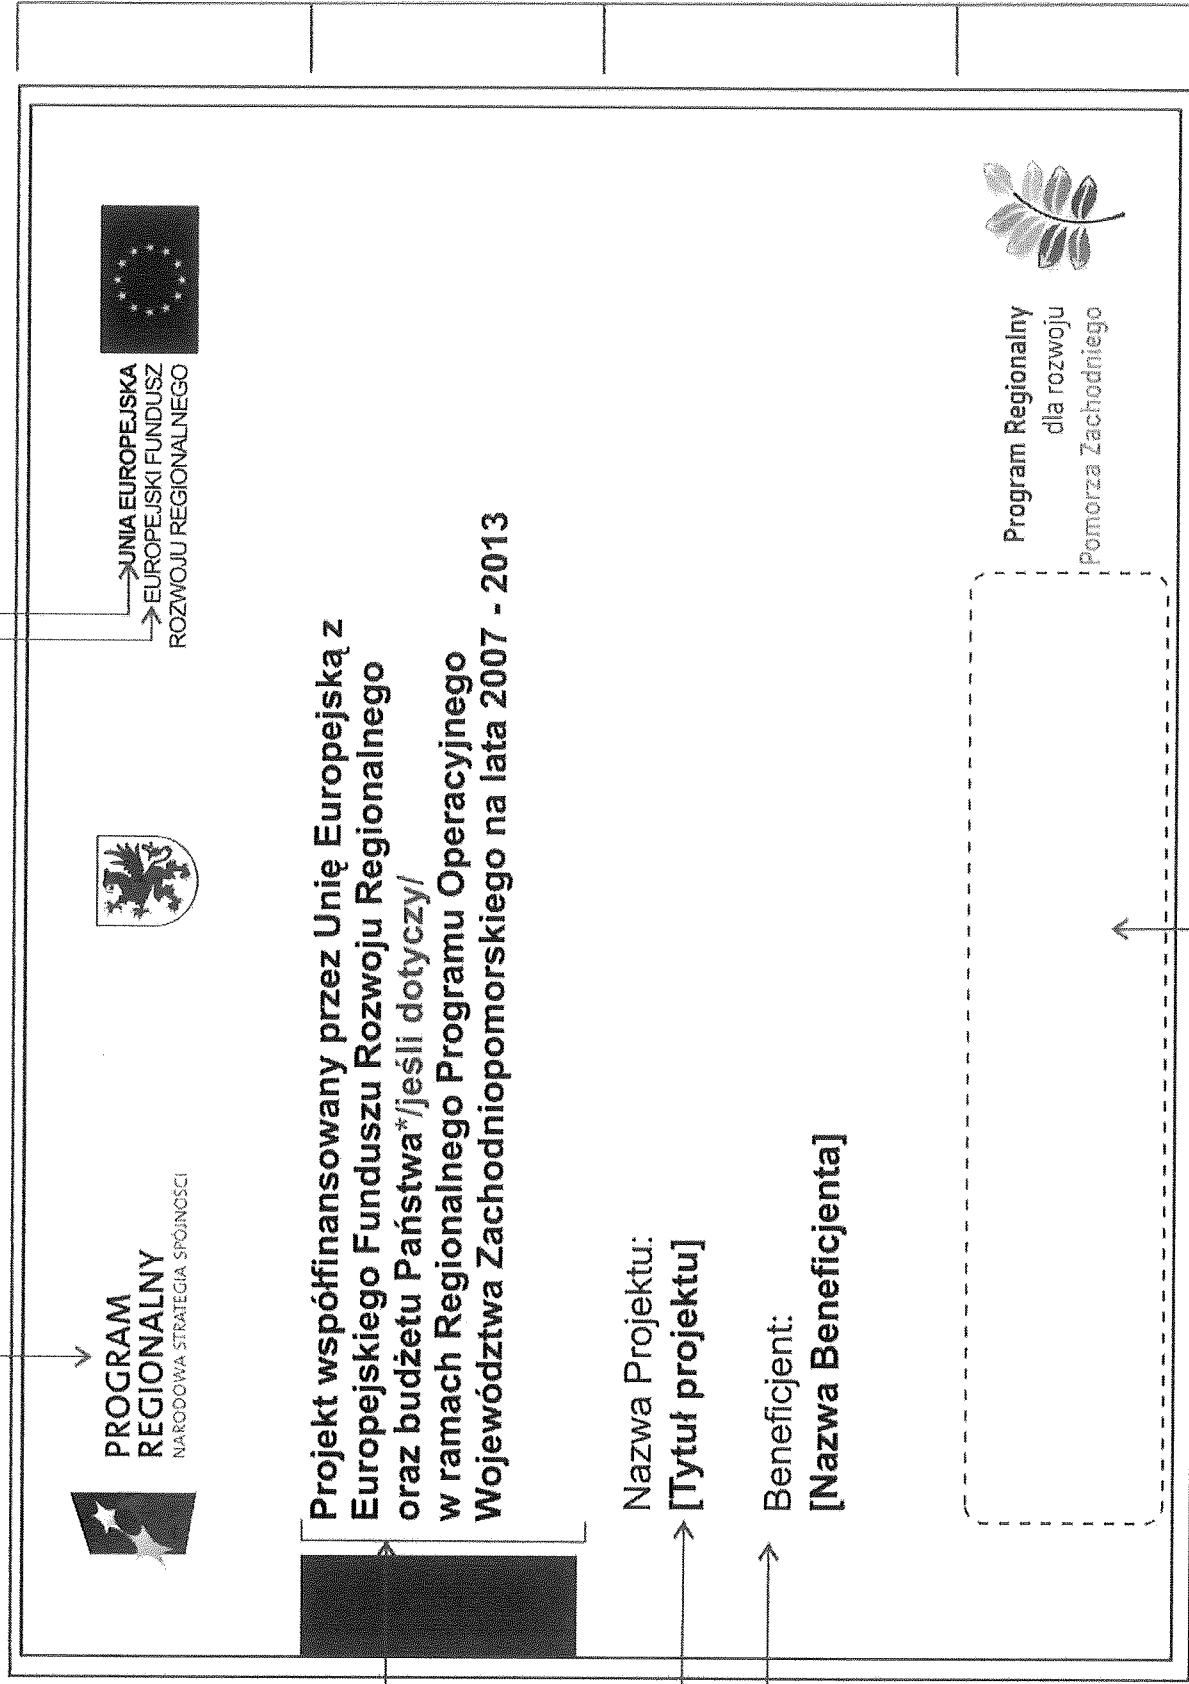 PROGRAM
REGIONALNY
NARODOWA STRATEGIA SPÓJNOŚCI
UNIA EUROPEJSKA
EUROPEJSKI FUNDUSZ
ROZWOJU REGIONALNEGO
Projekt współfinansowany przez Unię Europejską z
Europejskiego Funduszu Rozwoju Regionalnego
oraz budżetu Państwa*/jeśli dotyczy/
w ramach Regionalnego Programu Operacyjnego
Województwa Zachodniopomorskiego na lata 2007 - 2013
Nazwa Projektu:
[Tytuł projektu]
Beneficjent:
[Nazwa Beneficjenta]
Program Regionalny
dla rozwoju
Pomorza Zachodniego